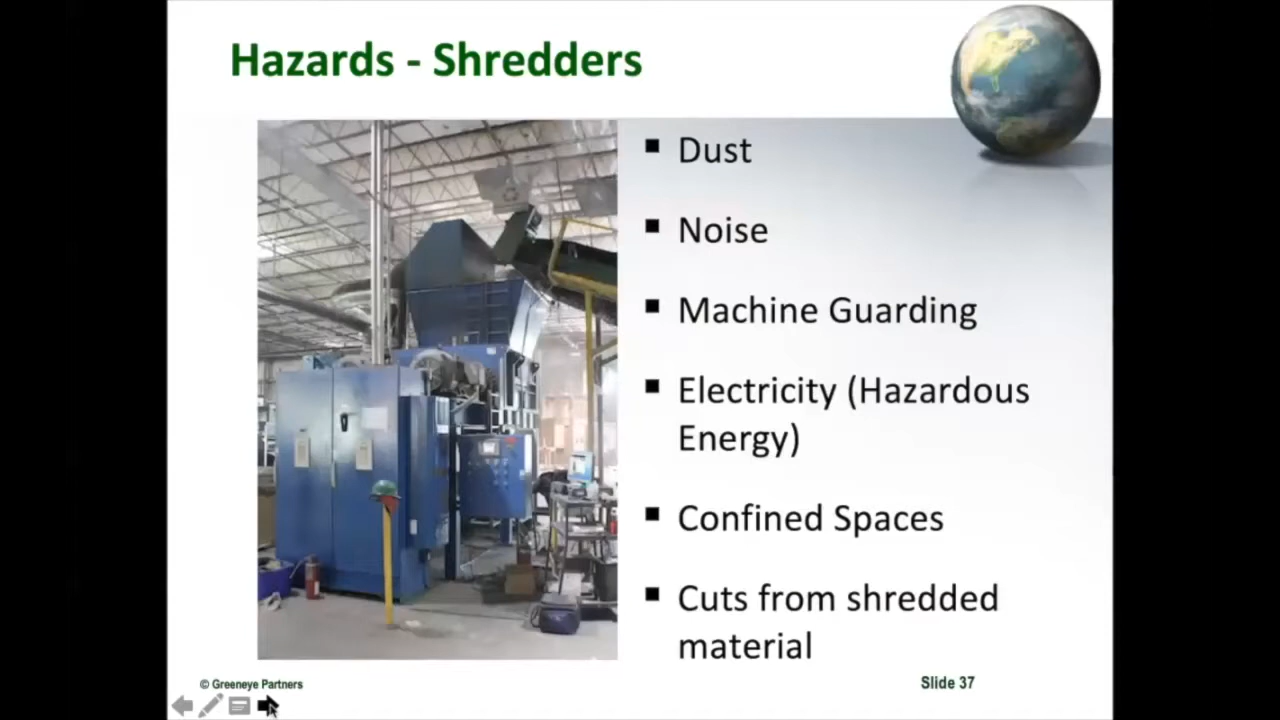 Hazards - Shredders
▪ Dust
▪ Noise
▪ Machine Guarding
▪ Electricity (Hazardous
Energy)
▪ Confined Spaces
▪ Cuts from shredded
material
© Greeneye Partners
Slide 37